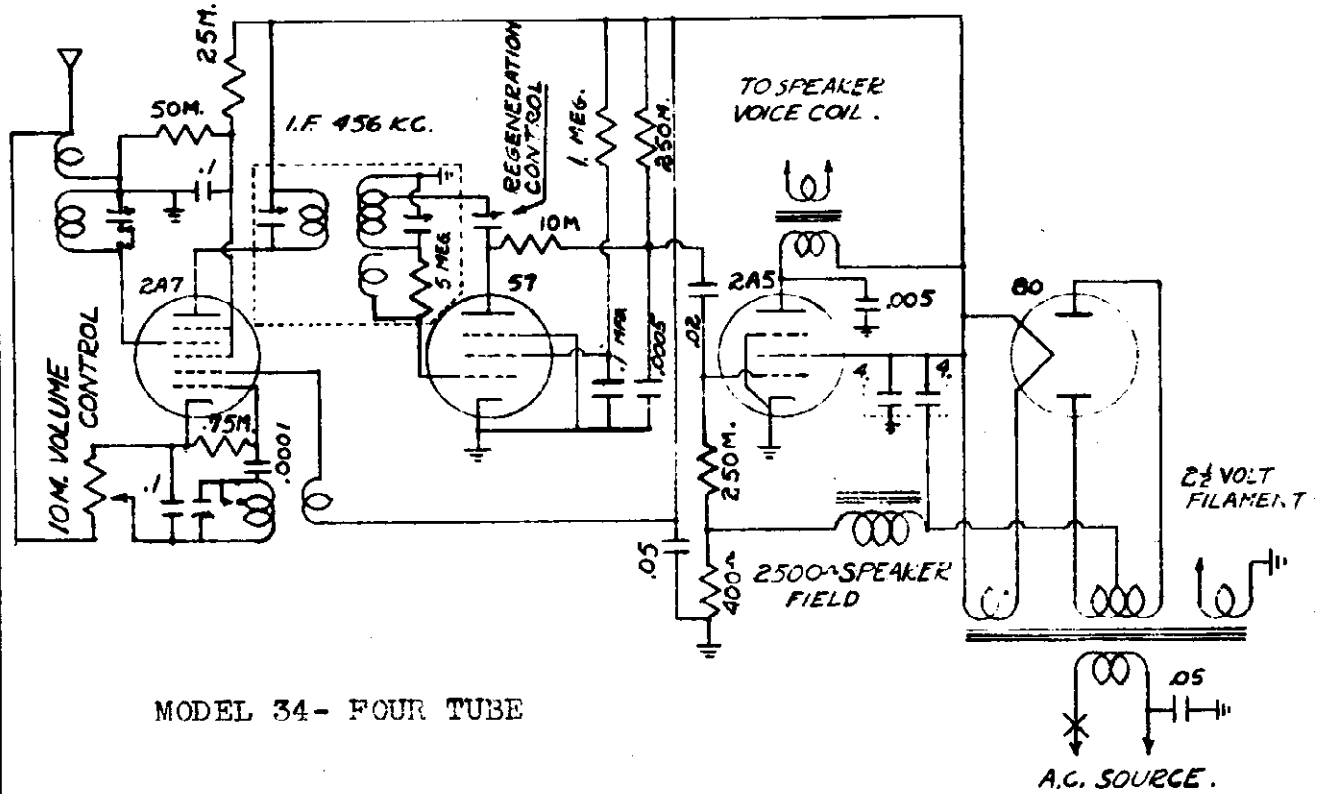 25M.
50M.
.1
I.F. 456 KC.
REGENERATION
CONTROL
1. MEG.
250M.
TO SPEAKER
VOICE COIL.
10M
5 MEG.
2A7
57
2A5
80
.005
.02
.1 MFD
.0005
4.
4.
10M. VOLUME
CONTROL
.75M.
.0001
.1
250M.
2½ VOLT
FILAMENT
.05
400Ω
2500Ω SPEAKER
FIELD
.05
MODEL 34- FOUR TUBE
A.C. SOURCE.